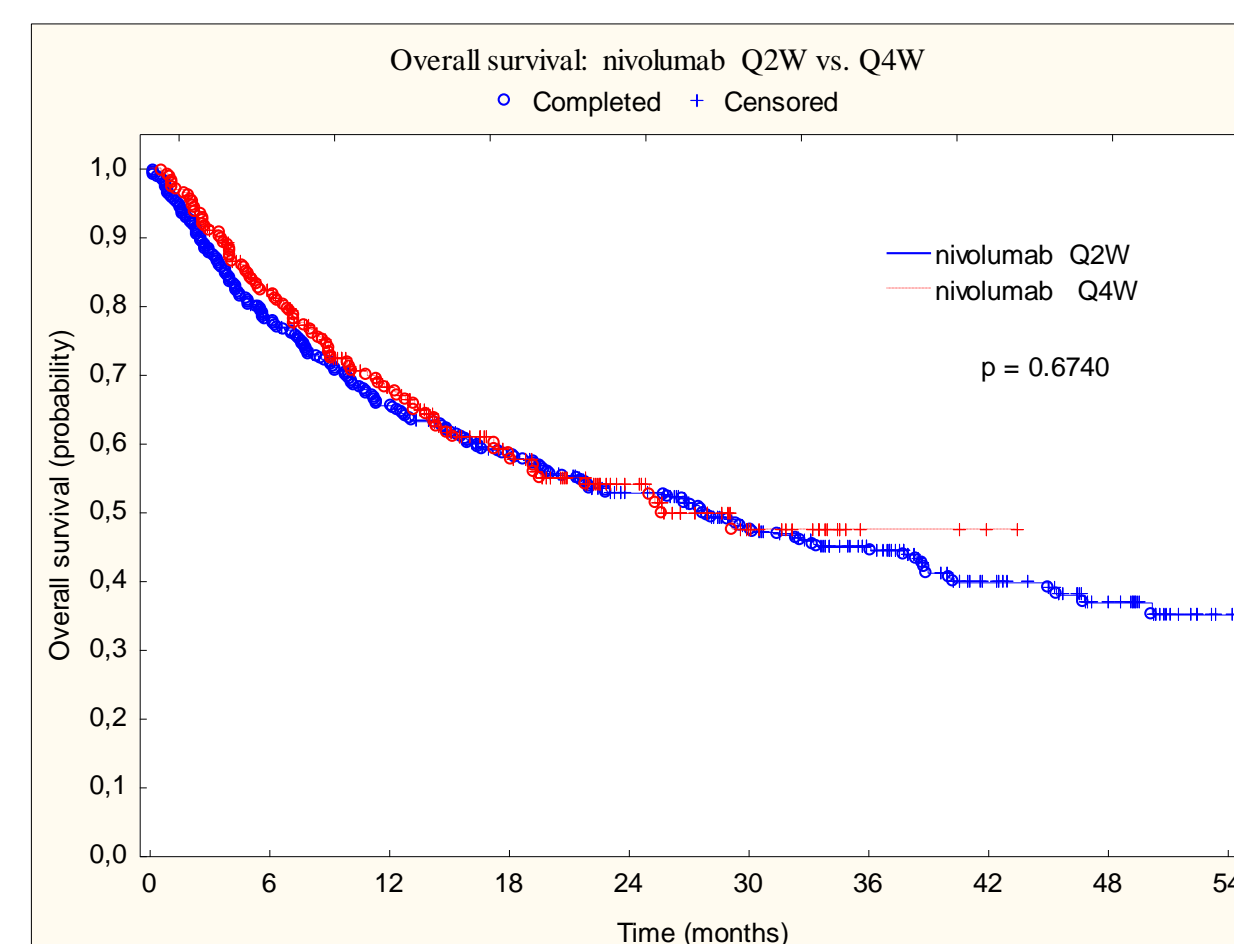 Overall survival: nivolumab Q2W vs. Q4W
Completed + Censored
1,0
0,9
0,8
0,7
0,6
0,5
0,4
0,3
0,2
0,1
0,0
Overall survival (probability)
nivolumab Q2W
nivolumab Q4W
p = 0.6740
0 6 12 18 24 30 36 42 48 54
Time (months)